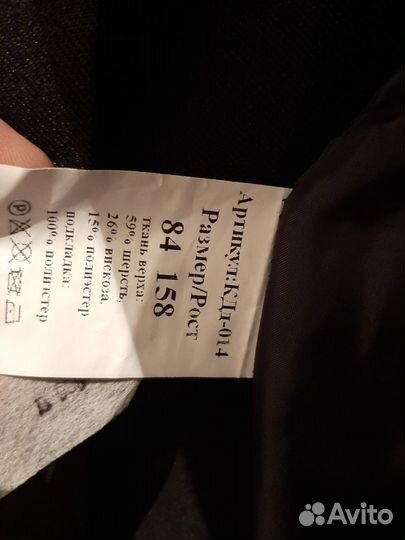 Артикул:КДд-014
Размер/Рост
84 158
ткань верха:
59% шерсть,
26% вискоза,
15% полиэстер
подкладка:
100% полиэстер
P
Avito